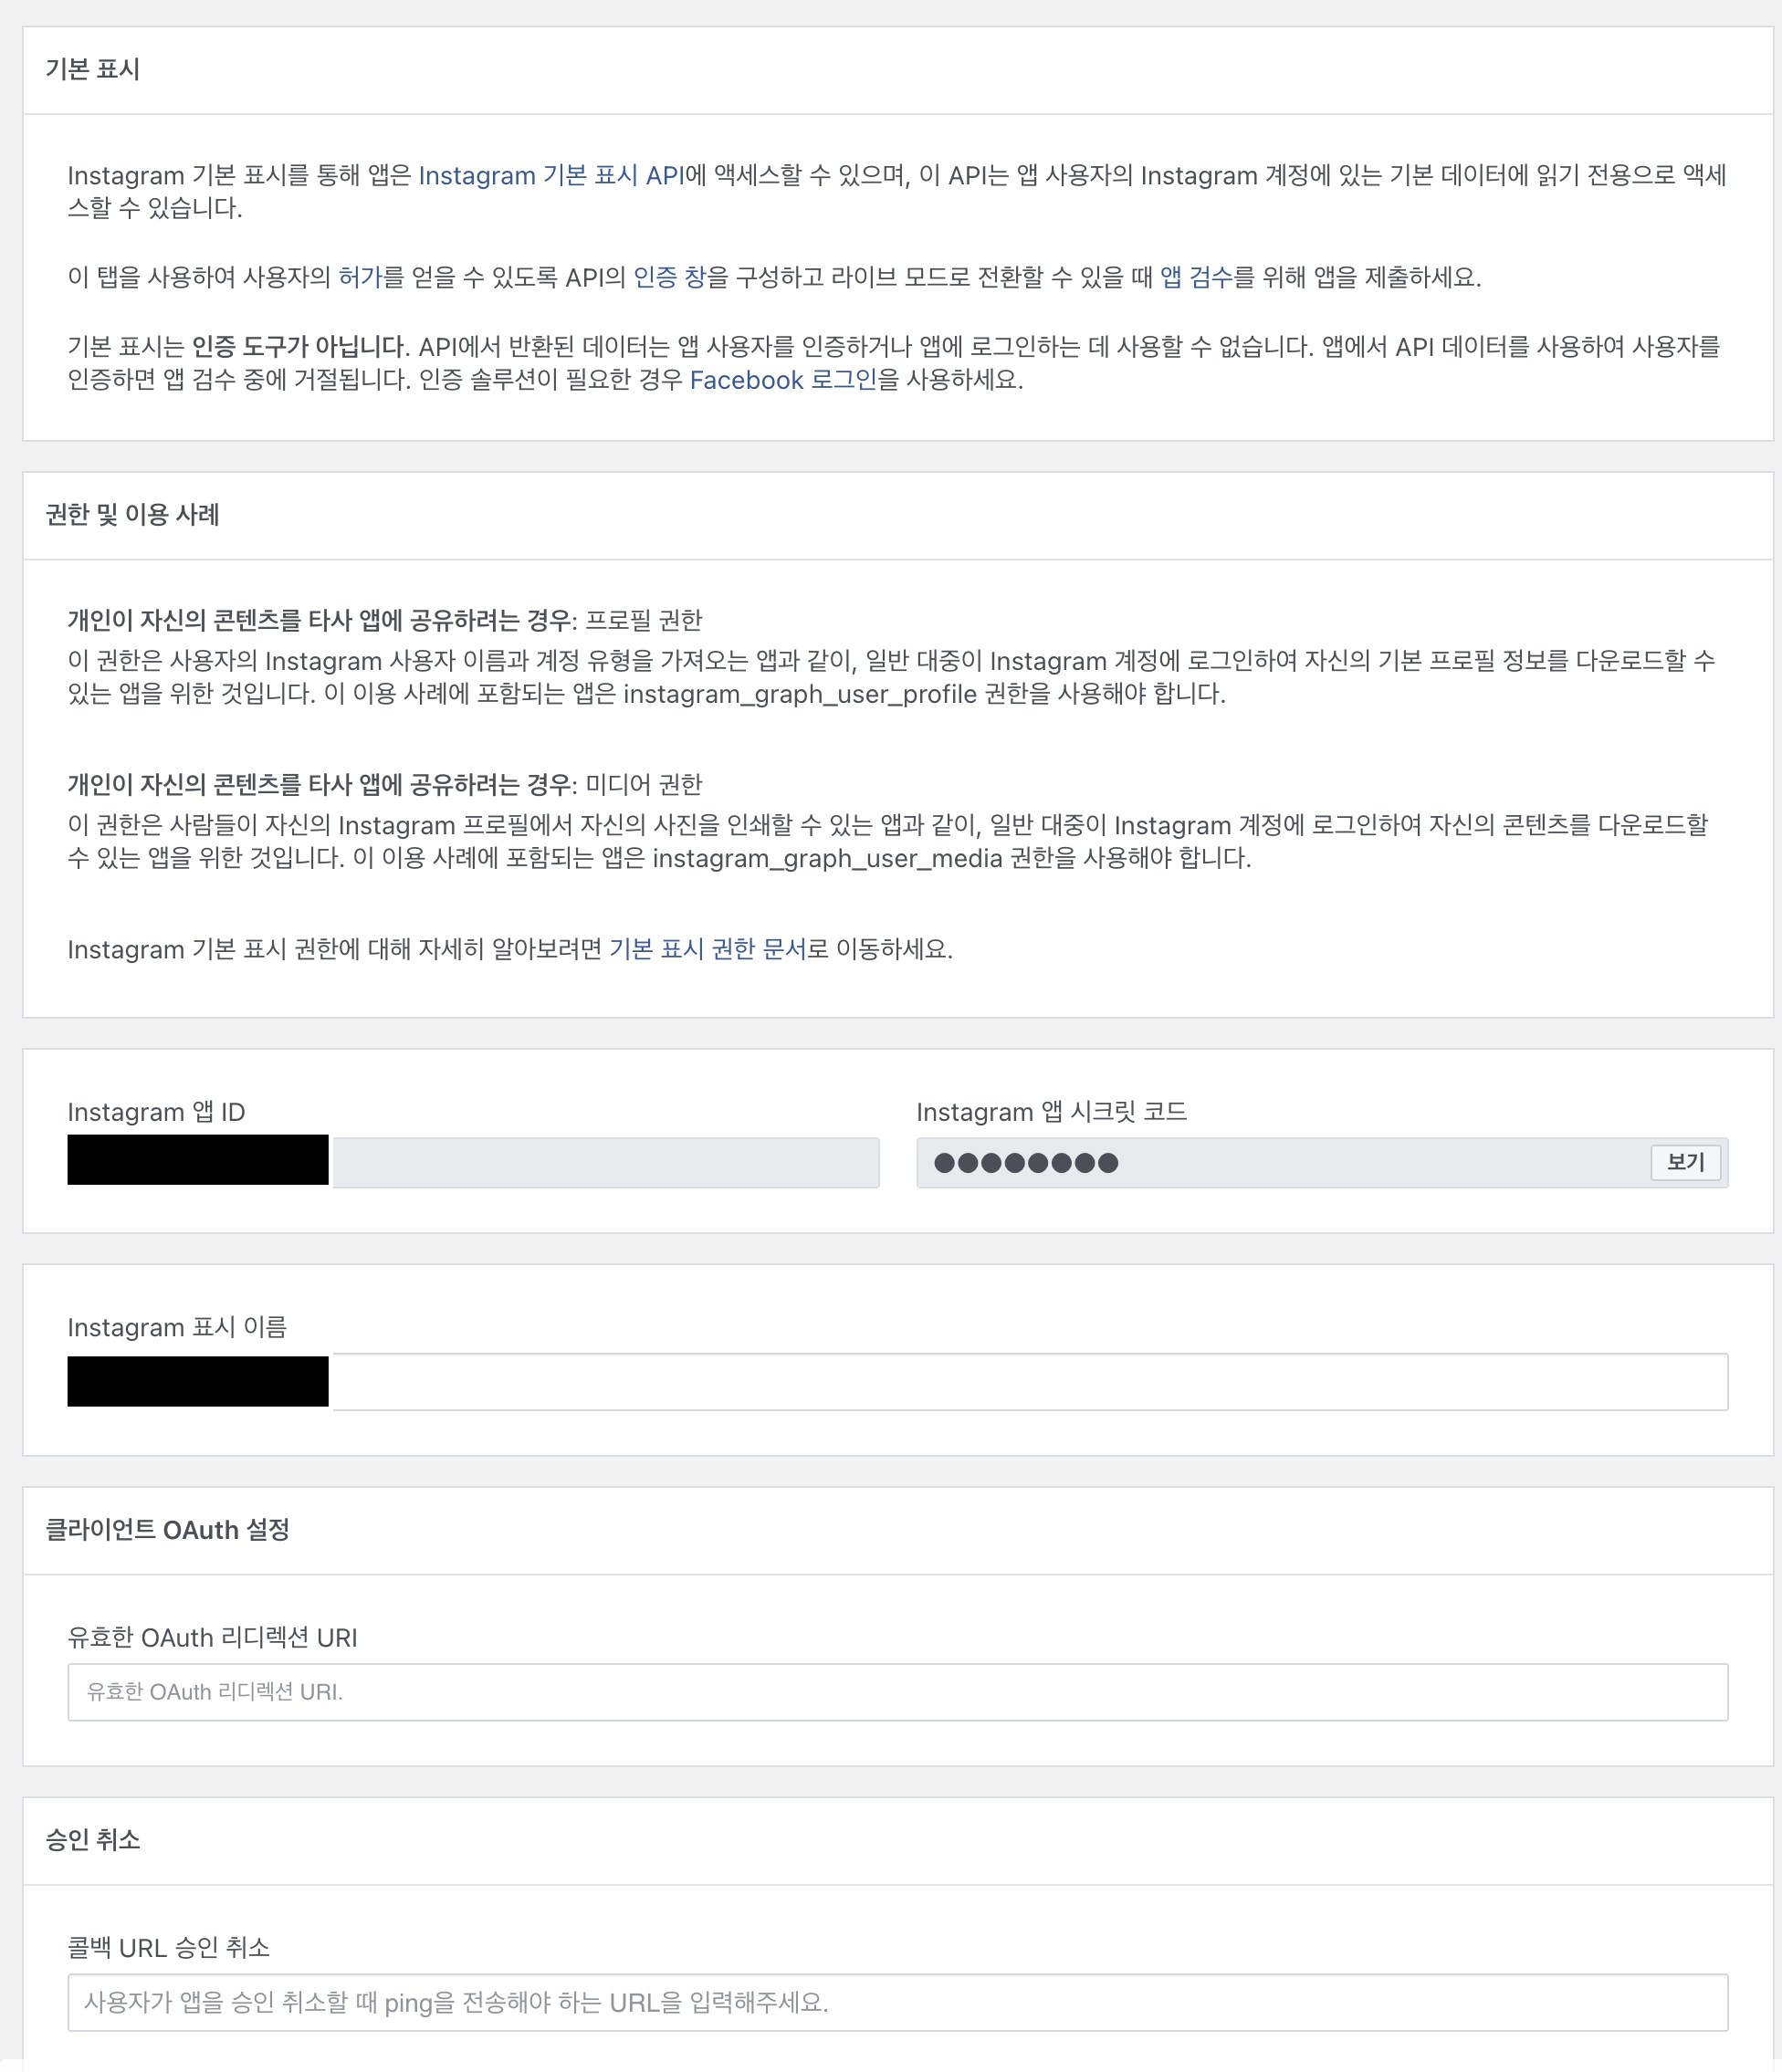 기본 표시
Instagram 기본 표시를 통해 앱은 Instagram 기본 표시 API에 액세스할 수 있으며, 이 API는 앱 사용자의 Instagram 계정에 있는 기본 데이터에 읽기 전용으로 액세
스할 수 있습니다.
이 탭을 사용하여 사용자의 허가를 얻을 수 있도록 API의 인증 창을 구성하고 라이브 모드로 전환할 수 있을 때 앱 검수를 위해 앱을 제출하세요.
기본 표시는 인증 도구가 아닙니다. API에서 반환된 데이터는 앱 사용자를 인증하거나 앱에 로그인하는 데 사용할 수 없습니다. 앱에서 API 데이터를 사용하여 사용자를
인증하면 앱 검수 중에 거절됩니다. 인증 솔루션이 필요한 경우 Facebook 로그인을 사용하세요.
권한 및 이용 사례
개인이 자신의 콘텐츠를 타사 앱에 공유하려는 경우: 프로필 권한
이 권한은 사용자의 Instagram 사용자 이름과 계정 유형을 가져오는 앱과 같이, 일반 대중이 Instagram 계정에 로그인하여 자신의 기본 프로필 정보를 다운로드할 수
있는 앱을 위한 것입니다. 이 이용 사례에 포함되는 앱은 instagram_graph_user_profile 권한을 사용해야 합니다.
개인이 자신의 콘텐츠를 타사 앱에 공유하려는 경우: 미디어 권한
이 권한은 사람들이 자신의 Instagram 프로필에서 자신의 사진을 인쇄할 수 있는 앱과 같이, 일반 대중이 Instagram 계정에 로그인하여 자신의 콘텐츠를 다운로드할
수 있는 앱을 위한 것입니다. 이 이용 사례에 포함되는 앱은 instagram_graph_user_media 권한을 사용해야 합니다.
Instagram 기본 표시 권한에 대해 자세히 알아보려면 기본 표시 권한 문서로 이동하세요.
Instagram 앱 ID
Instagram 앱 시크릿 코드
●●●●●●●● 보기
Instagram 표시 이름
클라이언트 OAuth 설정
유효한 OAuth 리디렉션 URI
유효한 OAuth 리디렉션 URI.
승인 취소
콜백 URL 승인 취소
사용자가 앱을 승인 취소할 때 ping을 전송해야 하는 URL을 입력해주세요.